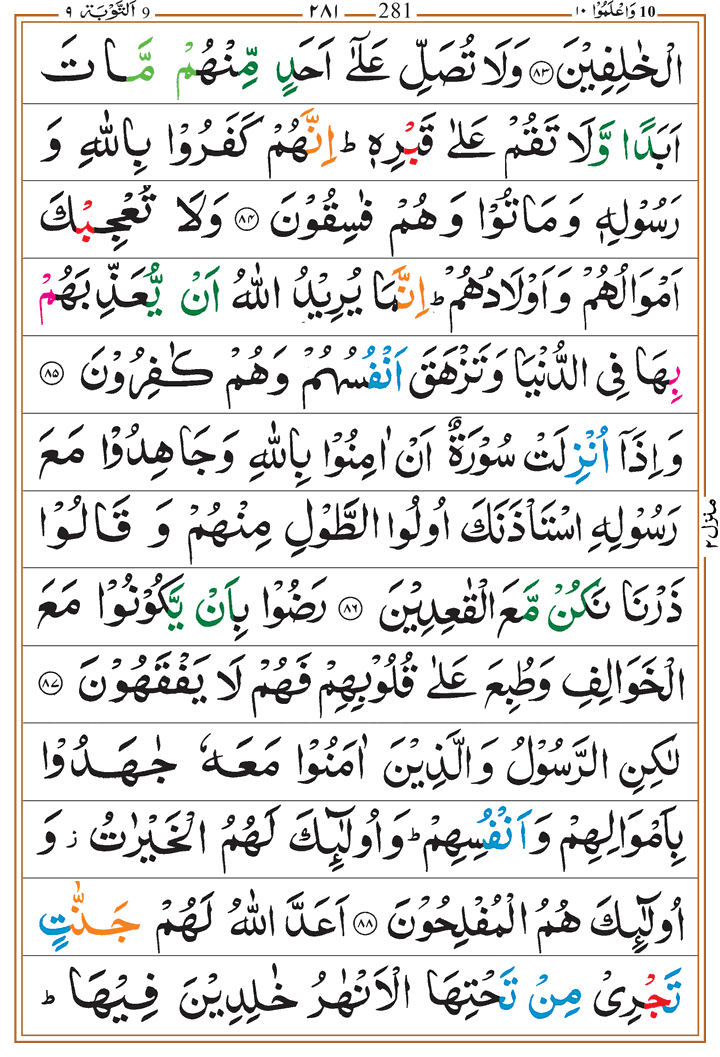 9 اَلتَّوْبَة ٩ 281 ٢٨١ 10 وَاعْلَمُوْۤا ١٠
الْخٰلِفِيْنَ ٨٣ وَلَا تُصَلِّ عَلٰۤى اَحَدٍ مِّنْهُمْ مَّاتَ
اَبَدًا وَّلَا تَقُمْ عَلٰى قَبْرِهٖ ؕ اِنَّهُمْ كَفَرُوْا بِاللّٰهِ وَ
رَسُوْلِهٖ وَمَاتُوْا وَهُمْ فٰسِقُوْنَ ٨٤ وَلَا تُعْجِبْكَ
اَمْوَالُهُمْ وَاَوْلَادُهُمْ ؕ اِنَّمَا يُرِيْدُ اللّٰهُ اَنْ يُّعَذِّبَهُمْ
بِهَا فِى الدُّنْيَا وَتَزْهَقَ اَنْفُسُهُمْ وَهُمْ كٰفِرُوْنَ ٨٥
وَاِذَاۤ اُنْزِلَتْ سُوْرَةٌ اَنْ اٰمِنُوْا بِاللّٰهِ وَجَاهِدُوْا مَعَ
رَسُوْلِهِ اسْتَاْذَنَكَ اُولُوا الطَّوْلِ مِنْهُمْ وَ قَالُوْا
ذَرْنَا نَكُنْ مَّعَ الْقٰعِدِيْنَ ٨٦ رَضُوْا بِاَنْ يَّكُوْنُوْا مَعَ
الْخَوَالِفِ وَطُبِعَ عَلٰى قُلُوْبِهِمْ فَهُمْ لَا يَفْقَهُوْنَ ٨٧
لٰكِنِ الرَّسُوْلُ وَالَّذِيْنَ اٰمَنُوْا مَعَهٗ جٰهَدُوْا
بِاَمْوَالِهِمْ وَاَنْفُسِهِمْ ؕ وَاُولٰٓئِكَ لَهُمُ الْخَيْرٰتُ ز وَ
اُولٰٓئِكَ هُمُ الْمُفْلِحُوْنَ ٨٨ اَعَدَّ اللّٰهُ لَهُمْ جَنّٰتٍ
تَجْرِىْ مِنْ تَحْتِهَا الْاَنْهٰرُ خٰلِدِيْنَ فِيْهَا ؕ
منزل ٢